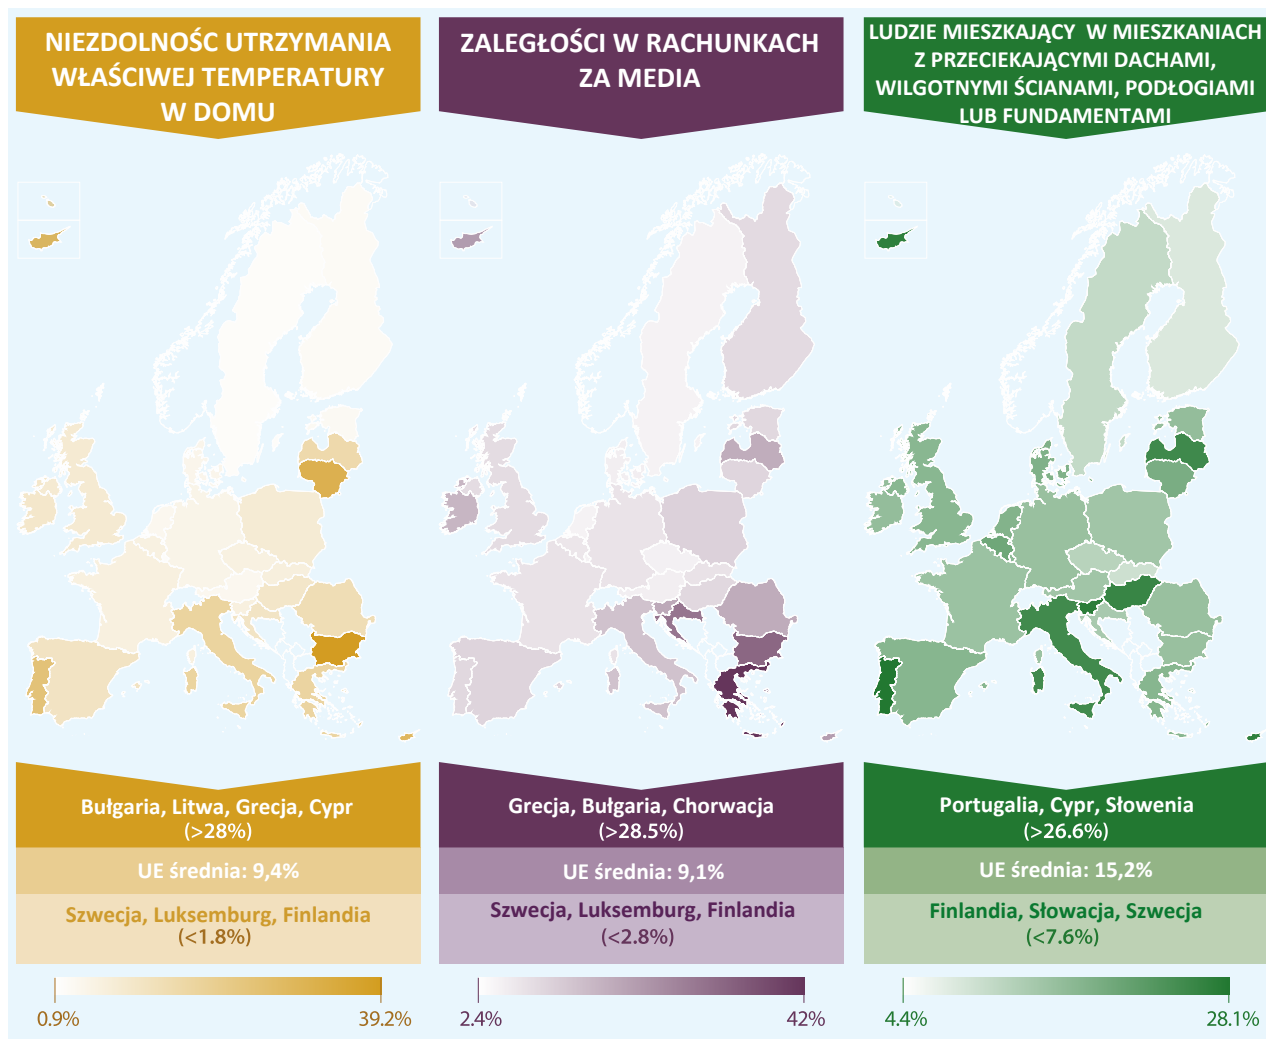 NIEZDOLNOŚC UTRZYMANIA
WŁAŚCIWEJ TEMPERATURY
W DOMU
ZALEGŁOŚCI W RACHUNKACH
ZA MEDIA
LUDZIE MIESZKAJĄCY W MIESZKANIACH
Z PRZECIEKAJĄCYMI DACHAMI,
WILGOTNYMI ŚCIANAMI, PODŁOGIAMI
LUB FUNDAMENTAMI
Bułgaria, Litwa, Grecja, Cypr
(>28%)
UE średnia: 9,4%
Szwecja, Luksemburg, Finlandia
(<1.8%)
0.9%
39.2%
Grecja, Bułgaria, Chorwacja
(>28.5%)
UE średnia: 9,1%
Szwecja, Luksemburg, Finlandia
(<2.8%)
2.4%
42%
Portugalia, Cypr, Słowenia
(>26.6%)
UE średnia: 15,2%
Finlandia, Słowacja, Szwecja
(<7.6%)
4.4%
28.1%